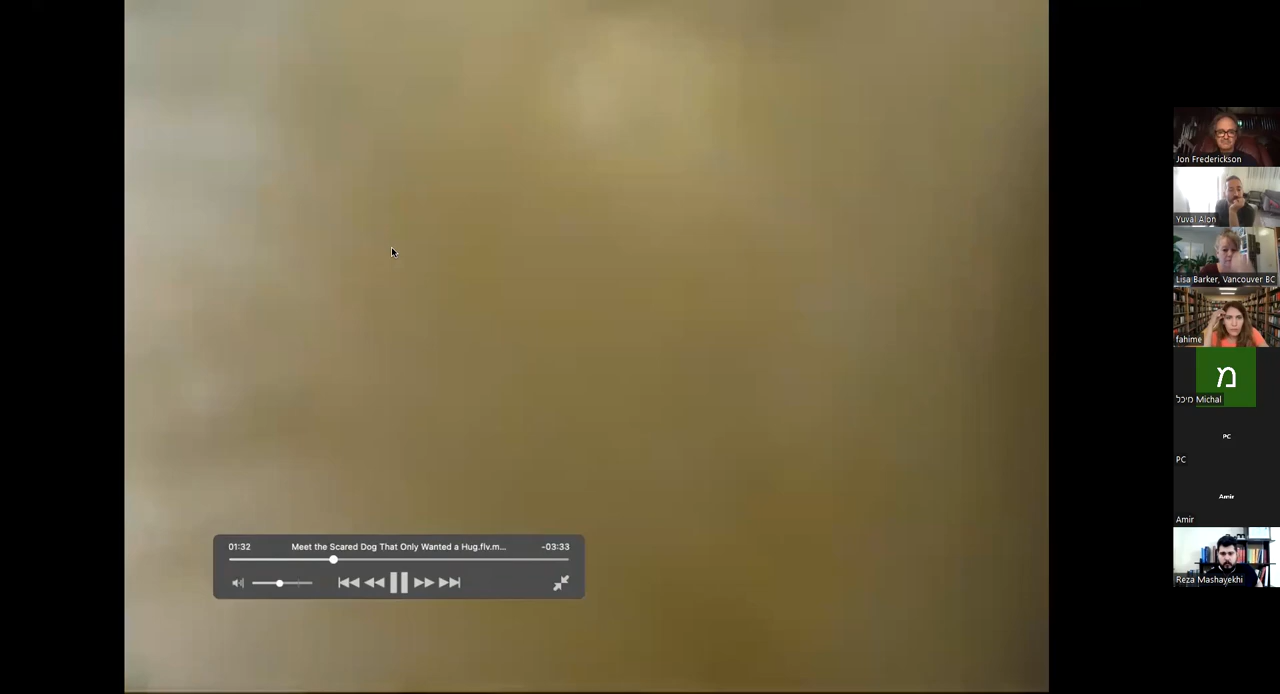 01:32 Meet the Scared Dog That Only Wanted a Hug.flv.m... -03:33
Jon Frederickson
Yuval Alon
Lisa Barker, Vancouver BC
fahime
מ
מיכל Michal
PC
PC
Amir
Amir
Reza Mashayekhi